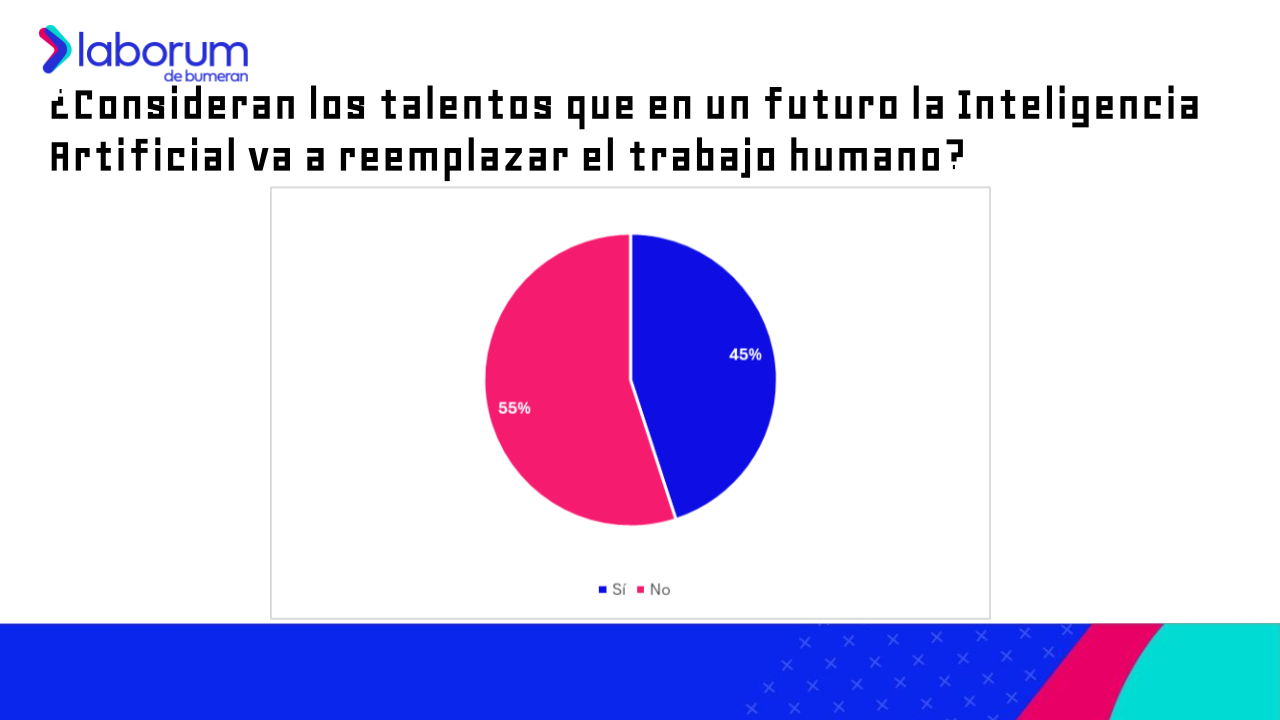 laborum
de bumeran
¿Consideran los talentos que en un futuro la Inteligencia
Artificial va a reemplazar el trabajo humano?
45%
55%
Sí No